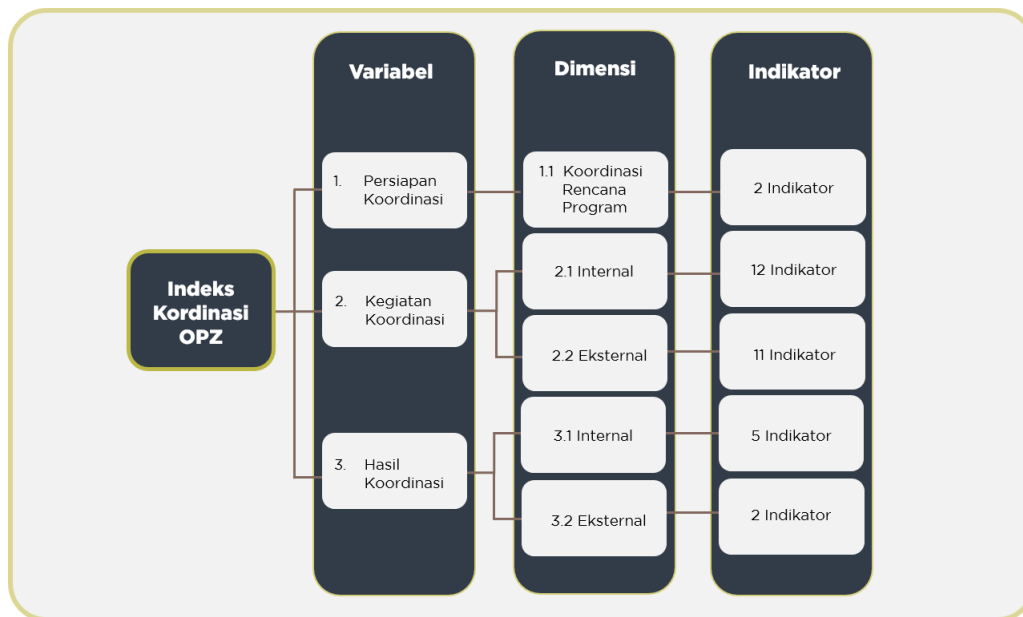 Variabel
Dimensi
Indikator
Indeks
Kordinasi
OPZ
1. Persiapan
Koordinasi
1.1 Koordinasi
Rencana
Program
2 Indikator
2. Kegiatan
Koordinasi
2.1 Internal
12 Indikator
2.2 Eksternal
11 Indikator
3. Hasil
Koordinasi
3.1 Internal
5 Indikator
3.2 Eksternal
2 Indikator